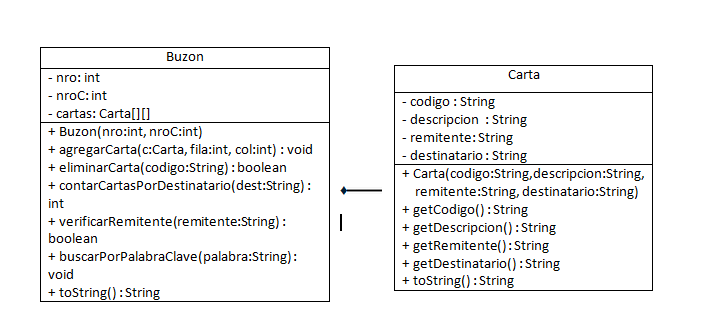 Buzon
- nro: int
- nroC: int
- cartas: Carta[][]
+ Buzon(nro:int, nroC:int)
+ agregarCarta(c:Carta, fila:int, col:int) : void
+ eliminarCarta(codigo:String) : boolean
+ contarCartasPorDestinatario(dest:String) :
int
+ verificarRemitente(remitente:String) :
boolean
+ buscarPorPalabraClave(palabra:String) :
void
+ toString() : String
Carta
- codigo : String
- descripcion : String
- remitente: String
- destinatario : String
+ Carta(codigo:String,descripcion:String,
remitente:String, destinatario:String)
+ getCodigo() : String
+ getDescripcion() : String
+ getRemitente() : String
+ getDestinatario() : String
+ toString() : String